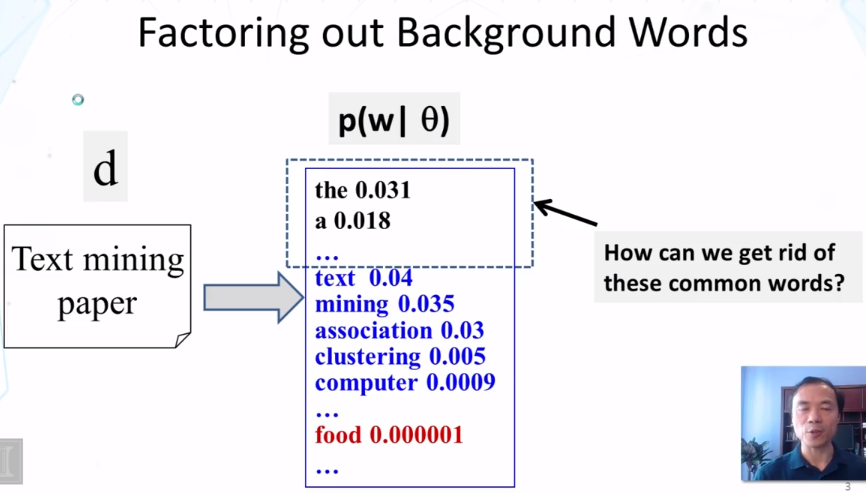 Factoring out Background Words
p(w| θ)
d
the 0.031
a 0.018
...
How can we get rid of
these common words?
Text mining
paper
text 0.04
mining 0.035
association 0.03
clustering 0.005
computer 0.0009
...
food 0.000001
...
3